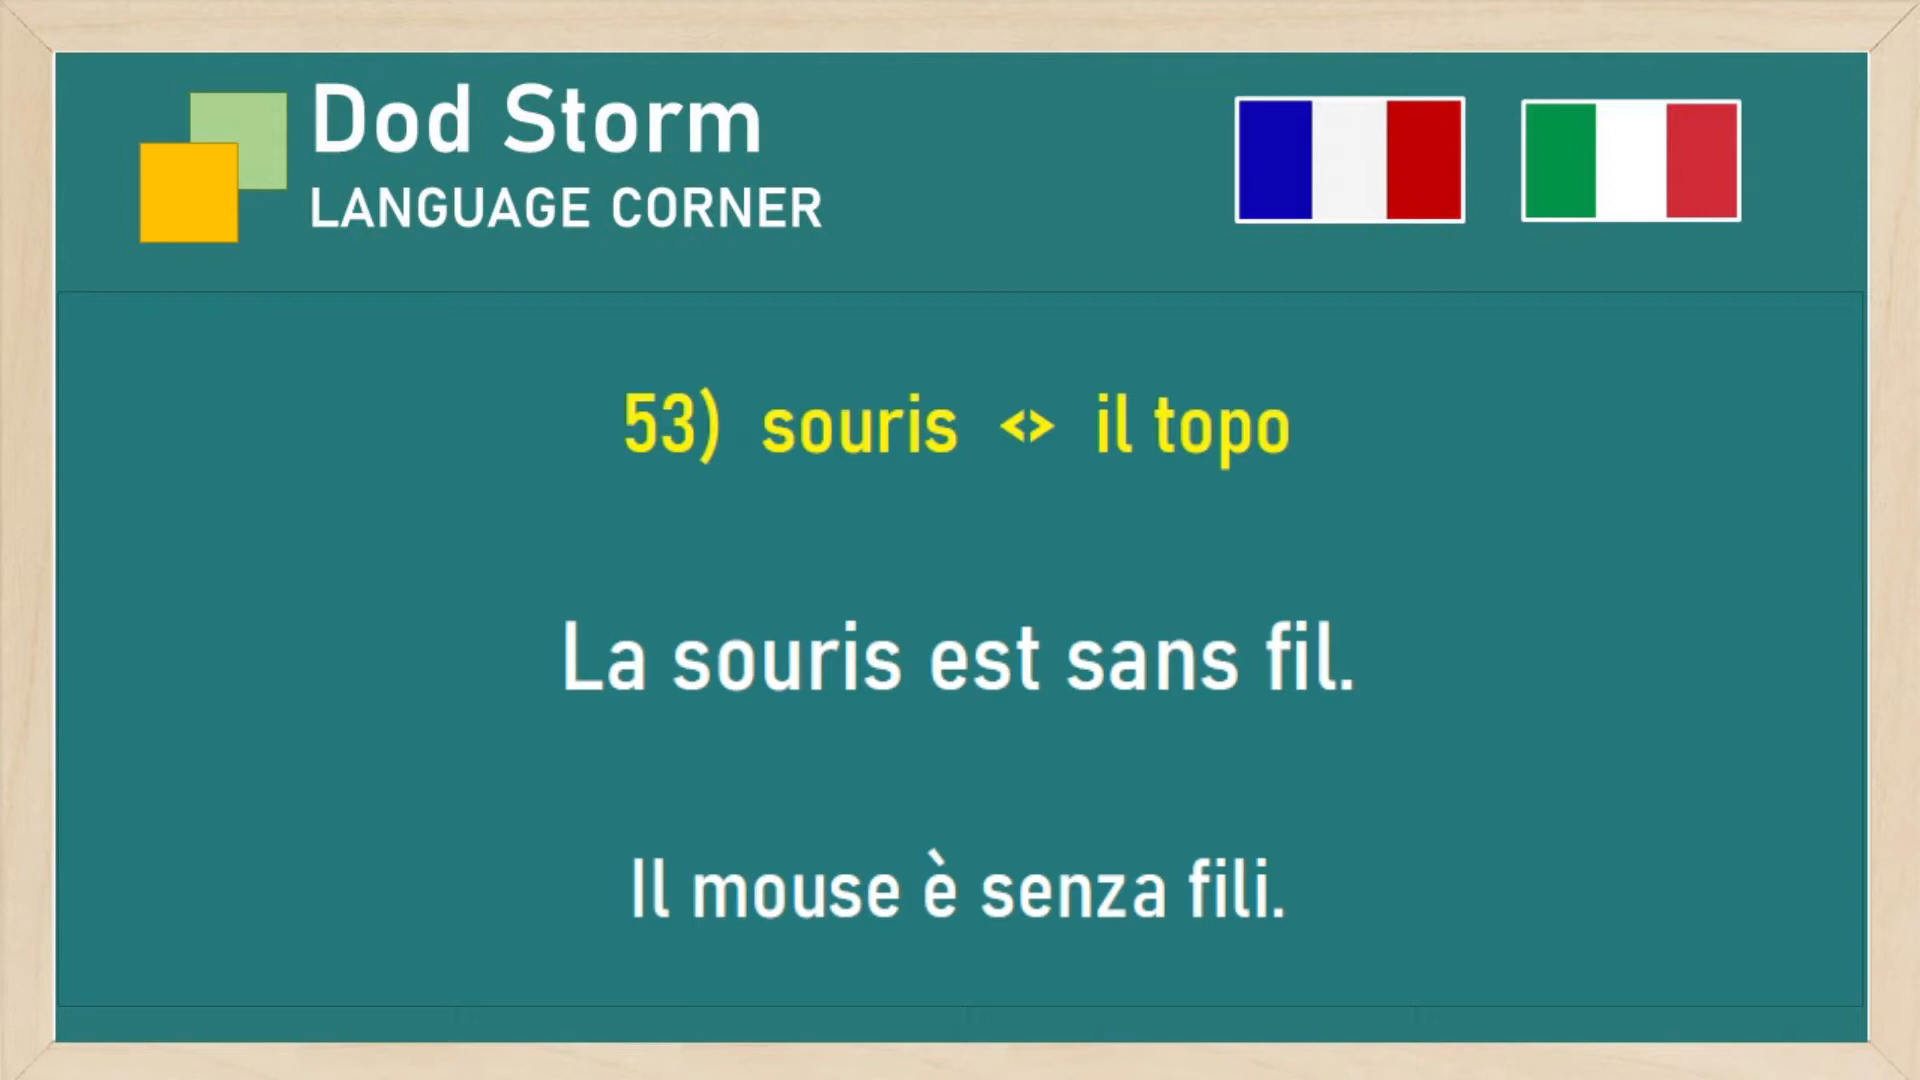 Dod Storm
LANGUAGE CORNER
53) souris <> il topo
La souris est sans fil.
Il mouse è senza fili.